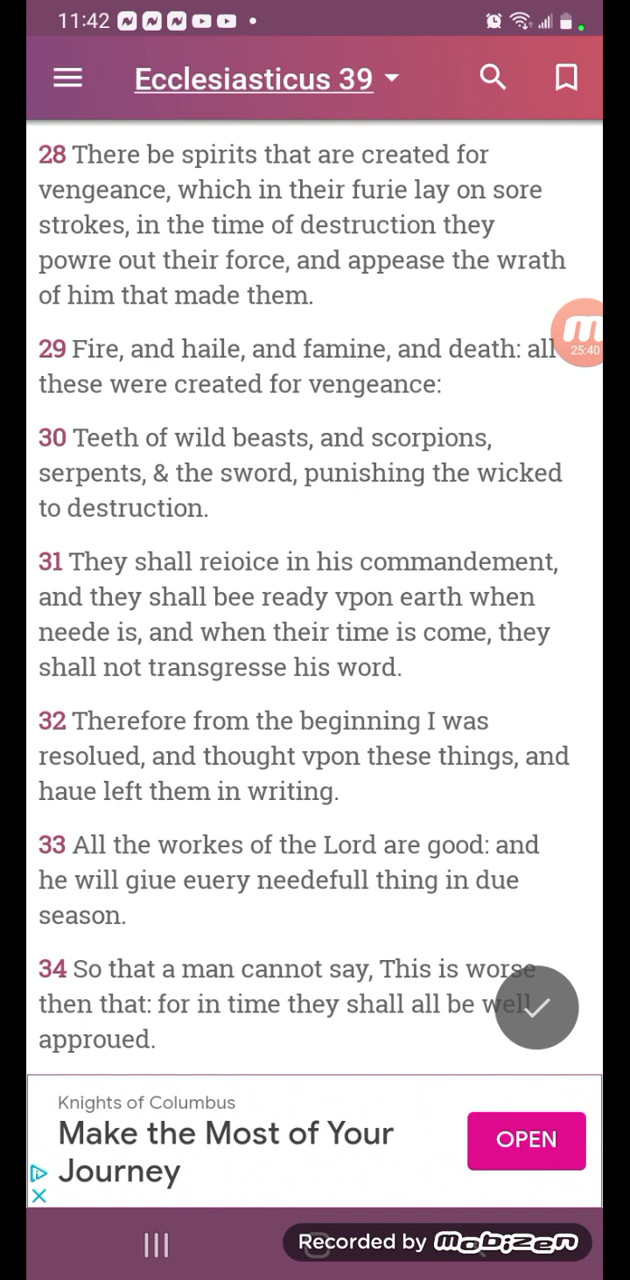 11:42
Ecclesiasticus 39
28 There be spirits that are created for
vengeance, which in their furie lay on sore
strokes, in the time of destruction they
powre out their force, and appease the wrath
of him that made them.
29 Fire, and haile, and famine, and death: all
these were created for vengeance:
25:40
30 Teeth of wild beasts, and scorpions,
serpents, & the sword, punishing the wicked
to destruction.
31 They shall reioice in his commandement,
and they shall bee ready vpon earth when
neede is, and when their time is come, they
shall not transgresse his word.
32 Therefore from the beginning I was
resolued, and thought vpon these things, and
haue left them in writing.
33 All the workes of the Lord are good: and
he will giue euery needefull thing in due
season.
34 So that a man cannot say, This is worse
then that: for in time they shall all be well
approued.
Knights of Columbus
Make the Most of Your
Journey
OPEN
Recorded by mobizen